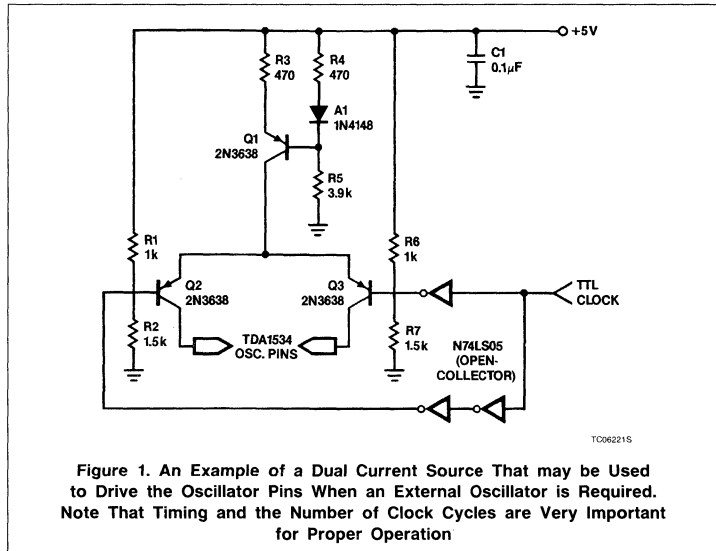 +5V
R3
470
R4
470
C1
0.1μF
A1
1N4148
Q1
2N3638
R5
3.9k
R1
1k
R6
1k
Q2
2N3638
Q3
2N3638
TTL
CLOCK
R2
1.5k
TDA1534
OSC. PINS
R7
1.5k
N74LS05
(OPEN-
COLLECTOR)
TC06221S
Figure 1. An Example of a Dual Current Source That may be Used
to Drive the Oscillator Pins When an External Oscillator is Required.
Note That Timing and the Number of Clock Cycles are Very Important
for Proper Operation